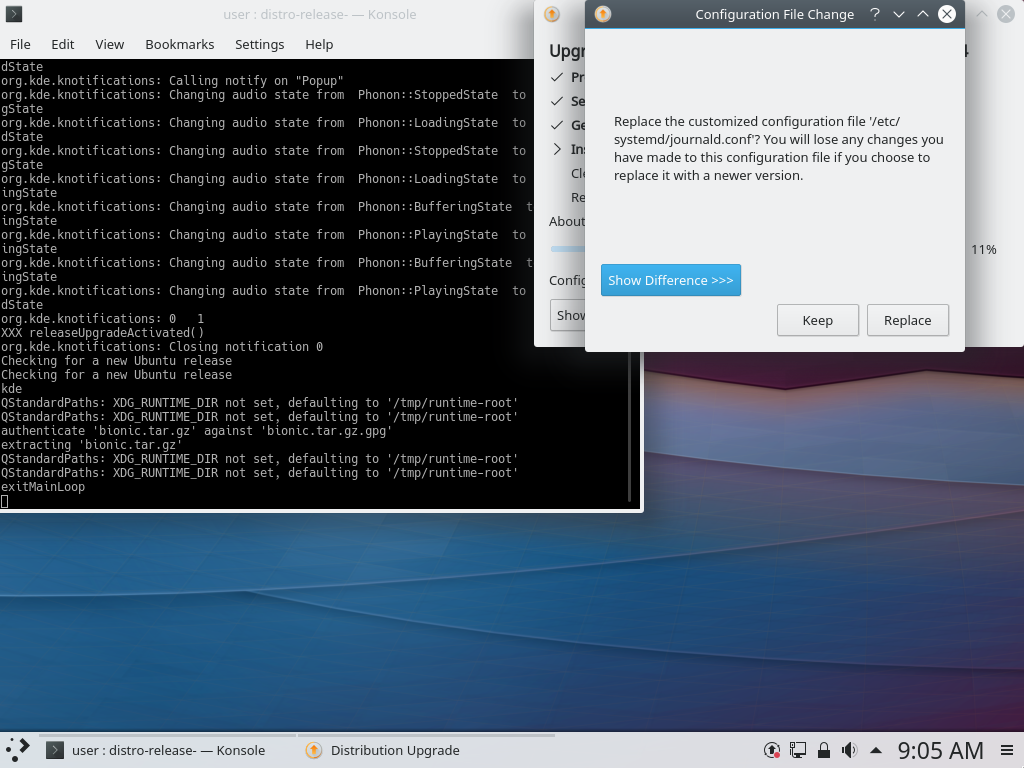 user : distro-release- — Konsole
File Edit View Bookmarks Settings Help
dState
org.kde.knotifications: Calling notify on "Popup"
org.kde.knotifications: Changing audio state from  Phonon::StoppedState  to
gState
org.kde.knotifications: Changing audio state from  Phonon::LoadingState  to
dState
org.kde.knotifications: Changing audio state from  Phonon::StoppedState  to
gState
org.kde.knotifications: Changing audio state from  Phonon::LoadingState  to
ingState
org.kde.knotifications: Changing audio state from  Phonon::BufferingState  t
ingState
org.kde.knotifications: Changing audio state from  Phonon::PlayingState  to
ingState
org.kde.knotifications: Changing audio state from  Phonon::BufferingState  t
ingState
org.kde.knotifications: Changing audio state from  Phonon::PlayingState  to
dState
org.kde.knotifications: 0   1
XXX releaseUpgradeActivated()
org.kde.knotifications: Closing notification 0
Checking for a new Ubuntu release
Checking for a new Ubuntu release
kde
QStandardPaths: XDG_RUNTIME_DIR not set, defaulting to '/tmp/runtime-root'
QStandardPaths: XDG_RUNTIME_DIR not set, defaulting to '/tmp/runtime-root'
authenticate 'bionic.tar.gz' against 'bionic.tar.gz.gpg'
extracting 'bionic.tar.gz'
QStandardPaths: XDG_RUNTIME_DIR not set, defaulting to '/tmp/runtime-root'
QStandardPaths: XDG_RUNTIME_DIR not set, defaulting to '/tmp/runtime-root'
exitMainLoop
Upgr 4
Pr
Se
Ge
Ins
Cle
Re
About
11%
Config
Show
Configuration File Change
Replace the customized configuration file '/etc/
systemd/journald.conf'? You will lose any changes you
have made to this configuration file if you choose to
replace it with a newer version.
Show Difference >>>
Keep Replace
user : distro-release- — Konsole Distribution Upgrade 9:05 AM